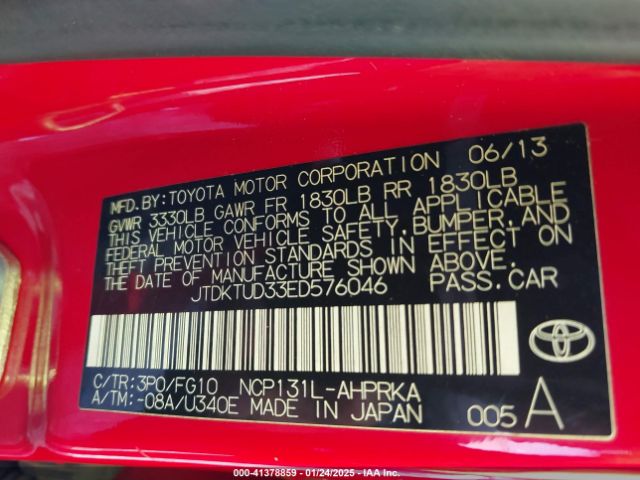 MFD.BY:TOYOTA MOTOR CORPORATION 06/13
GVWR 3330LB GAWR FR 1830LB RR 1830LB
THIS VEHICLE CONFORMS TO ALL APPLICABLE
FEDERAL MOTOR VEHICLE SAFETY,BUMPER,AND
THEFT PREVENTION STANDARDS IN EFFECT ON
THE DATE OF MANUFACTURE SHOWN ABOVE.
JTDKTUD33ED576046 PASS.CAR
C/TR:3P0/FG10 NCP131L-AHPRKA
A/TM:-08A/U340E MADE IN JAPAN 005 A
000-41378859 - 01/24/2025 - IAA Inc.